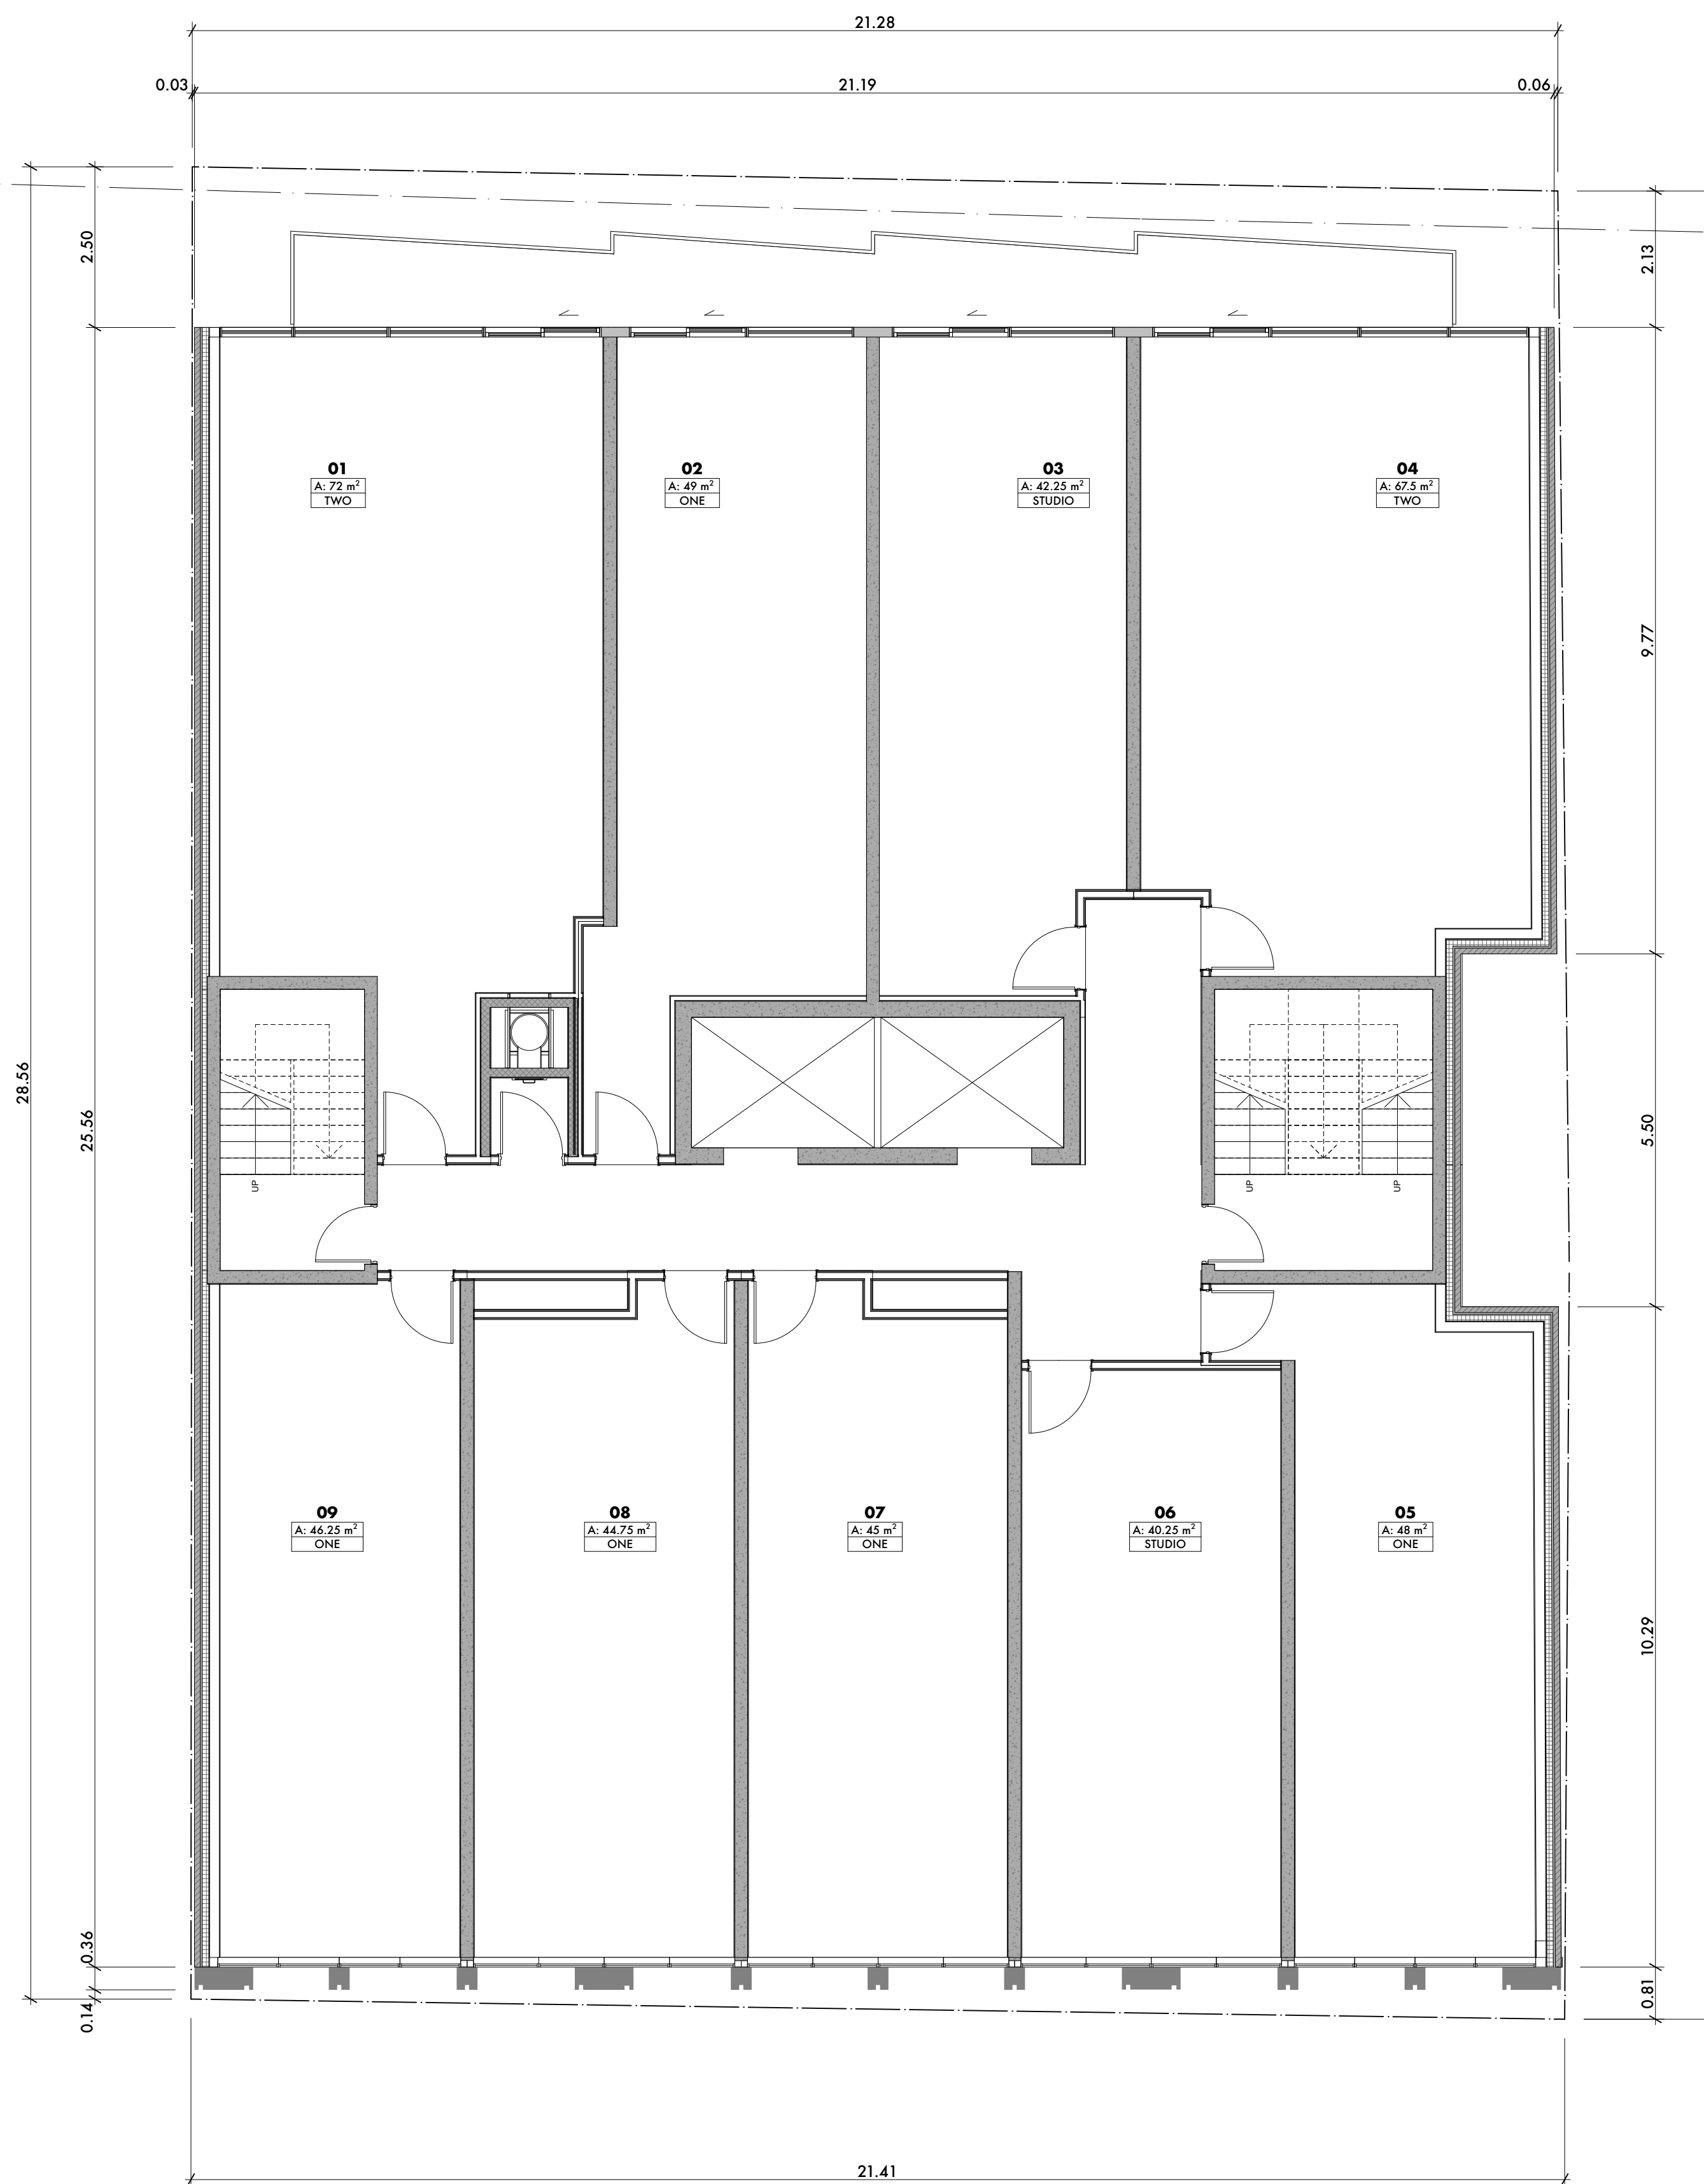 21.28
0.03
21.19
0.06
2.50
2.13
01
A: 72 m²
TWO
02
A: 49 m²
ONE
03
A: 42.25 m²
STUDIO
04
A: 67.5 m²
TWO
9.77
28.56
25.56
5.50
UP
UP
UP
09
A: 46.25 m²
ONE
08
A: 44.75 m²
ONE
07
A: 45 m²
ONE
06
A: 40.25 m²
STUDIO
05
A: 48 m²
ONE
10.29
0.36
0.14
0.81
21.41